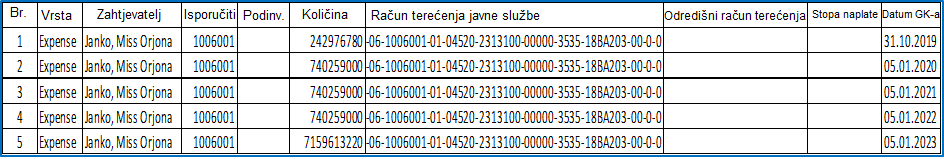 Br. Vrsta Zahtjevatelj Isporučiti Podinv. Količina Račun terećenja javne službe Odredišni račun terećenja Stopa naplate Datum GK-a
1 Expense Janko, Miss Orjona 1006001 242976780 -06-1006001-01-04520-2313100-00000-3535-18BA203-00-0-0 31.10.2019
2 Expense Janko, Miss Orjona 1006001 740259000 -06-1006001-01-04520-2313100-00000-3535-18BA203-00-0-0 05.01.2020
3 Expense Janko, Miss Orjona 1006001 740259000 -06-1006001-01-04520-2313100-00000-3535-18BA203-00-0-0 05.01.2021
4 Expense Janko, Miss Orjona 1006001 740259000 -06-1006001-01-04520-2313100-00000-3535-18BA203-00-0-0 05.01.2022
5 Expense Janko, Miss Orjona 1006001 7159613220 -06-1006001-01-04520-2313100-00000-3535-18BA203-00-0-0 05.01.2023